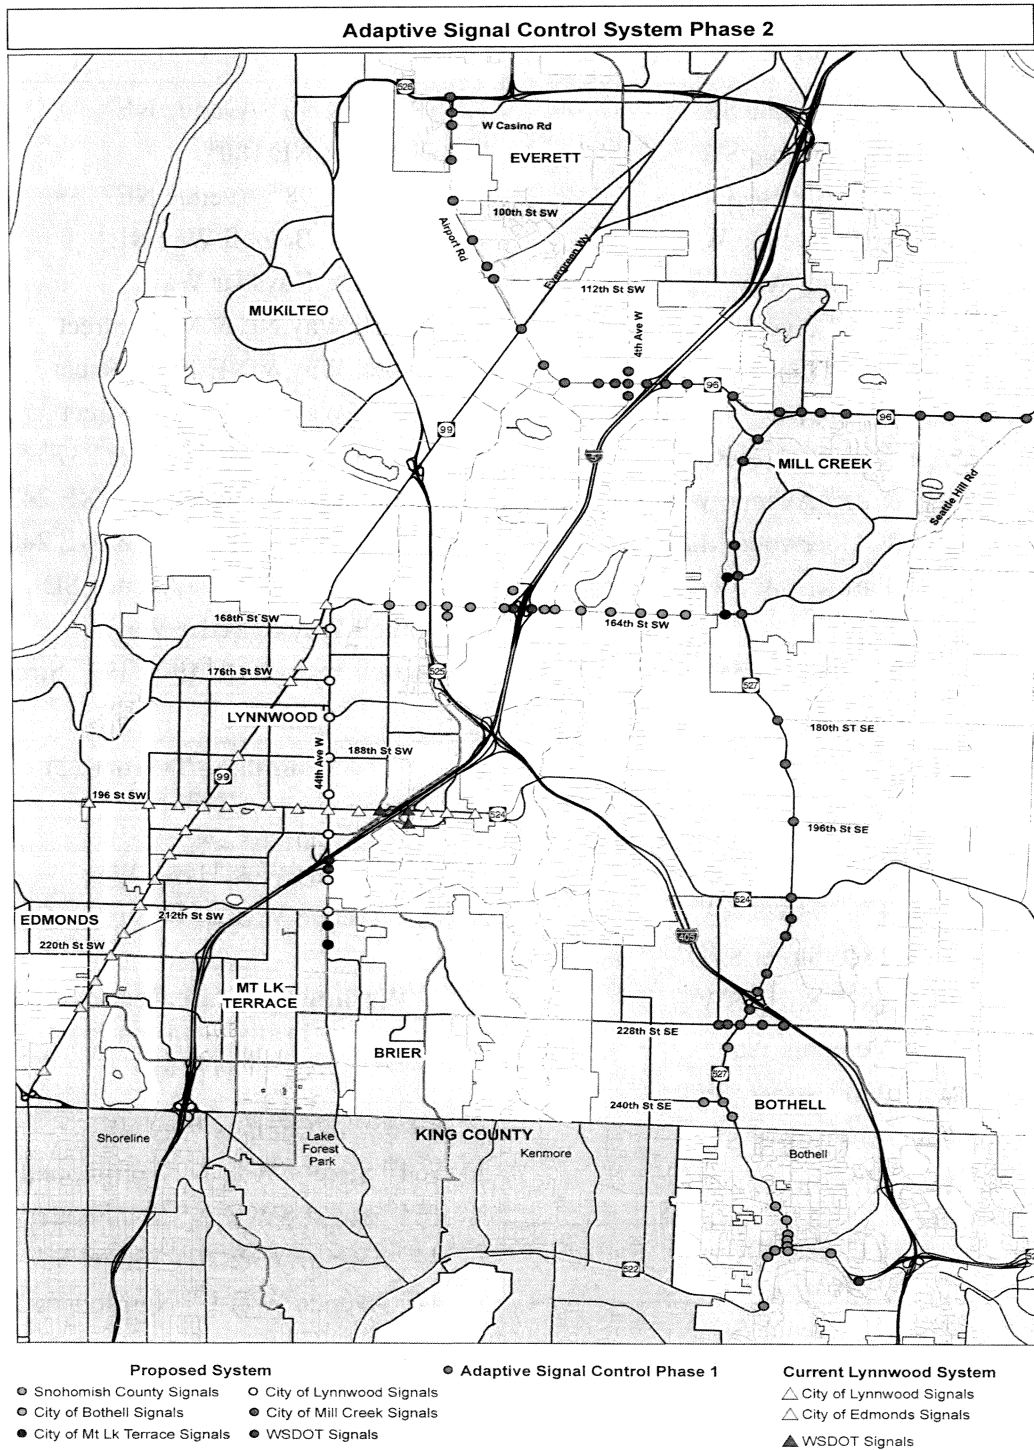 Adaptive Signal Control System Phase 2
526
W Casino Rd
EVERETT
100th St SW
Airport Rd
Evergreen Wy
112th St SW
MUKILTEO
4th Ave W
96
96
99
MILL CREEK
Seattle Hill Rd
168th St SW
164th St SW
176th St SW
525
527
LYNNWOOD
180th ST SE
188th St SW
44th Ave W
99
196 St SW
524
196th St SE
524
EDMONDS
212th St SW
220th St SW
405
MT LK
TERRACE
228th St SE
BRIER
527
240th St SE
BOTHELL
KING COUNTY
Shoreline
Lake
Forest
Park
Kenmore
Bothell
522
Proposed System
Adaptive Signal Control Phase 1
Current Lynnwood System
Snohomish County Signals
City of Lynnwood Signals
City of Lynnwood Signals
City of Bothell Signals
City of Mill Creek Signals
City of Edmonds Signals
City of Mt Lk Terrace Signals
WSDOT Signals
WSDOT Signals